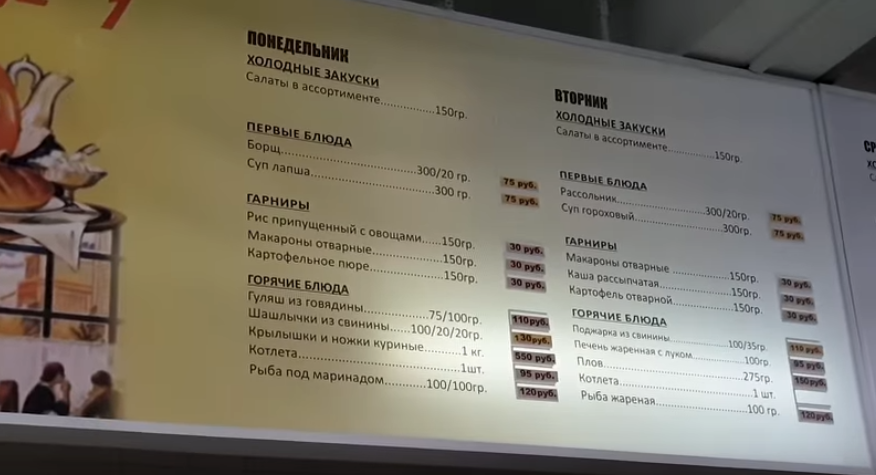 ПОНЕДЕЛЬНИК
ХОЛОДНЫЕ ЗАКУСКИ
Салаты в ассортименте................150гр.
ПЕРВЫЕ БЛЮДА
Борщ........................................300/20 гр. 75 руб.
Суп лапша....................................300 гр. 75 руб.
ГАРНИРЫ
Рис припущенный с овощами......150гр. 30 руб.
Макароны отварные....................150гр. 30 руб.
Картофельное пюре.....................150гр. 30 руб.
ГОРЯЧИЕ БЛЮДА
Гуляш из говядины..................75/100гр. 110руб.
Шашлычки из свинины......100/20/20гр. 130руб.
Крылышки и ножки куриные..........1 кг. 550 руб.
Котлета..............................................1шт. 95 руб.
Рыба под маринадом............100/100гр. 120руб.
ВТОРНИК
ХОЛОДНЫЕ ЗАКУСКИ
Салаты в ассортименте..............150гр.
ПЕРВЫЕ БЛЮДА
Рассольник..........................300/20гр. 75 руб.
Суп гороховый..........................300гр. 75 руб.
ГАРНИРЫ
Макароны отварные .................150гр. 30 руб.
Каша рассыпчатая.....................150гр. 30 руб.
Картофель отварной..................150гр. 30 руб.
ГОРЯЧИЕ БЛЮДА
Поджарка из свинины.................100/35гр. 110 руб.
Печень жаренная с луком...............100гр. 85 руб.
Плов.........................................275гр. 150руб.
Котлета.........................................1 шт.
Рыба жареная...........................100 гр. 120руб.